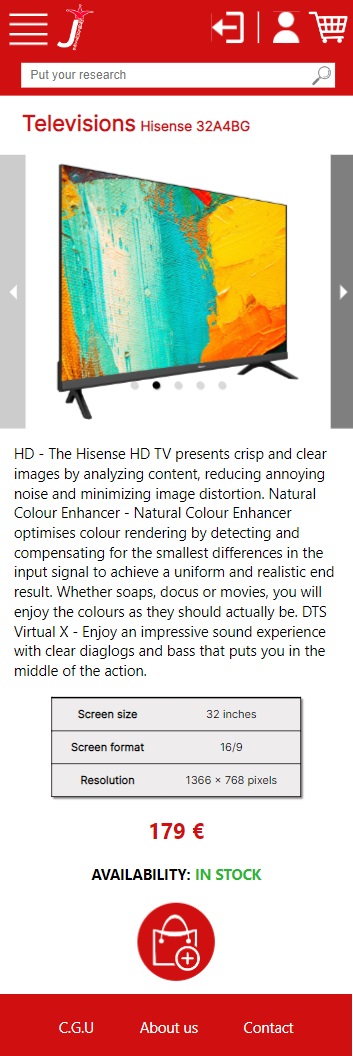 Put your research
Televisions Hisense 32A4BG
HD - The Hisense HD TV presents crisp and clear
images by analyzing content, reducing annoying
noise and minimizing image distortion. Natural
Colour Enhancer - Natural Colour Enhancer
optimises colour rendering by detecting and
compensating for the smallest differences in the
input signal to achieve a uniform and realistic end
result. Whether soaps, docus or movies, you will
enjoy the colours as they should actually be. DTS
Virtual X - Enjoy an impressive sound experience
with clear diaglogs and bass that puts you in the
middle of the action.
Screen size 32 inches
Screen format 16/9
Resolution 1366 × 768 pixels
179 €
AVAILABILITY: IN STOCK
C.G.U About us Contact